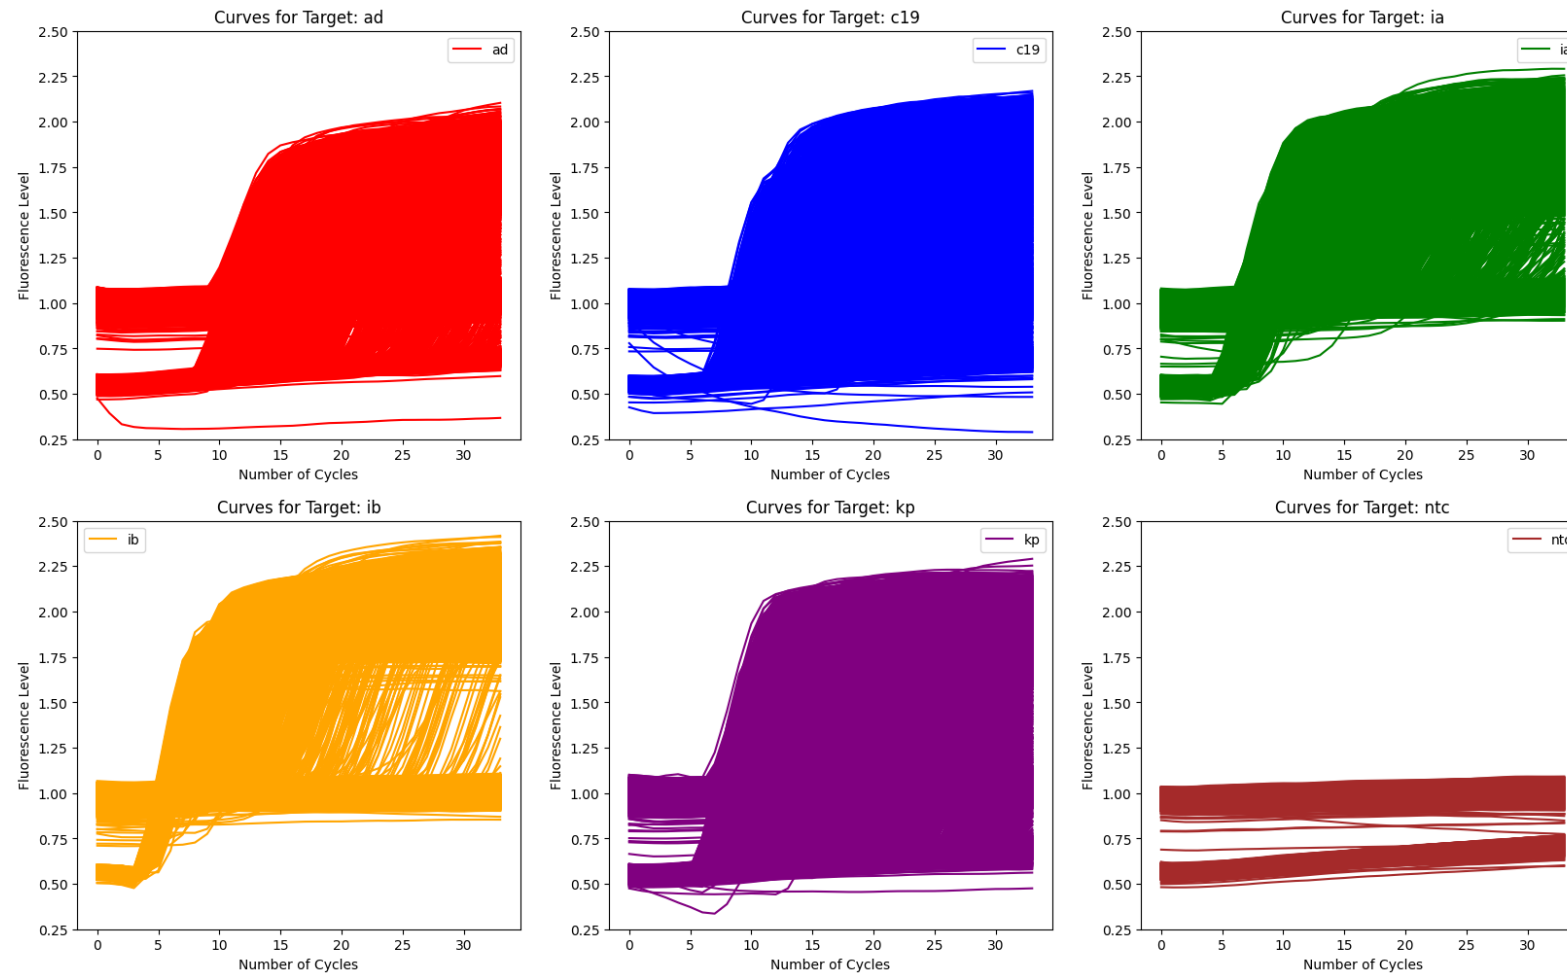 Curves for Target: ad
2.50
2.25
2.00
1.75
1.50
1.25
1.00
0.75
0.50
0.25
Fluorescence Level
ad
0 5 10 15 20 25 30
Number of Cycles
Curves for Target: c19
2.50
2.25
2.00
1.75
1.50
1.25
1.00
0.75
0.50
0.25
Fluorescence Level
c19
0 5 10 15 20 25 30
Number of Cycles
Curves for Target: ia
2.50
2.25
2.00
1.75
1.50
1.25
1.00
0.75
0.50
0.25
Fluorescence Level
ia
0 5 10 15 20 25 30
Number of Cycles
Curves for Target: ib
2.50
2.25
2.00
1.75
1.50
1.25
1.00
0.75
0.50
0.25
Fluorescence Level
ib
0 5 10 15 20 25 30
Number of Cycles
Curves for Target: kp
2.50
2.25
2.00
1.75
1.50
1.25
1.00
0.75
0.50
0.25
Fluorescence Level
kp
0 5 10 15 20 25 30
Number of Cycles
Curves for Target: ntc
2.50
2.25
2.00
1.75
1.50
1.25
1.00
0.75
0.50
0.25
Fluorescence Level
ntc
0 5 10 15 20 25 30
Number of Cycles